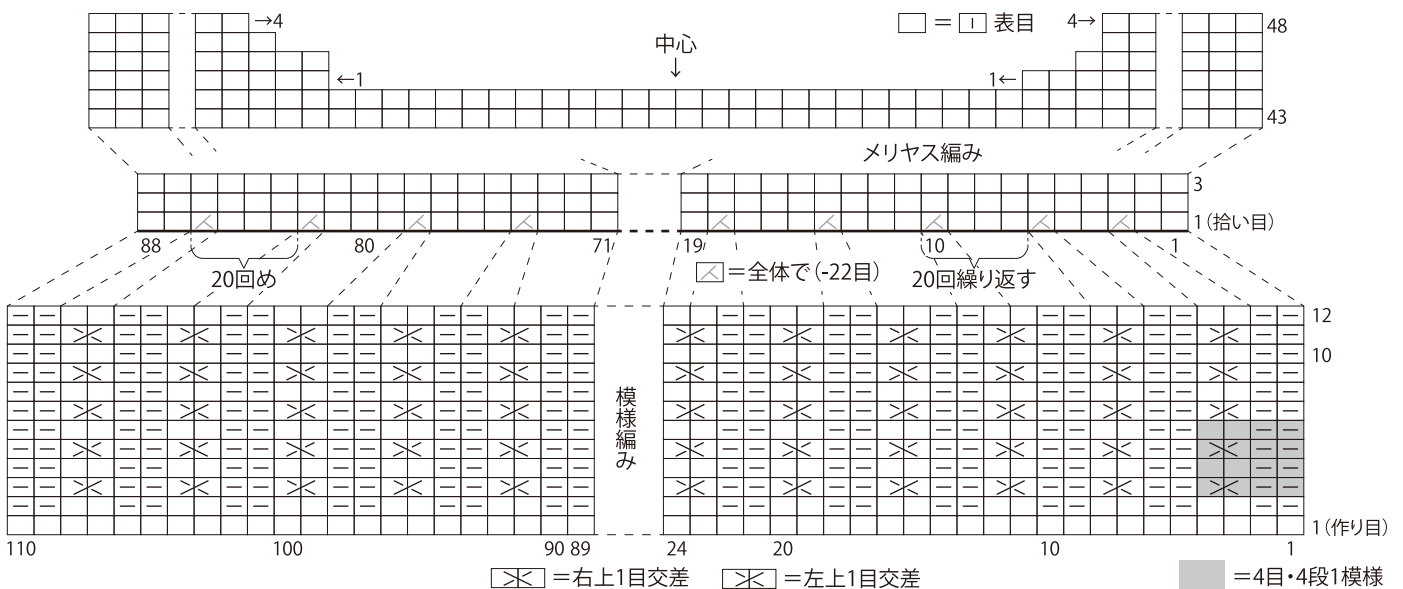 →4
4→
□ = ｜ 表目
48
中心
↓
←1
1←
43
メリヤス編み
3
1（拾い目）
88
80
71
19
10
1
20回め
＝全体で（-22目）
20回繰り返す
12
10
模様編み
1（作り目）
110
100
90 89
24
20
10
1
＝右上1目交差
＝左上1目交差
＝4目・4段1模様